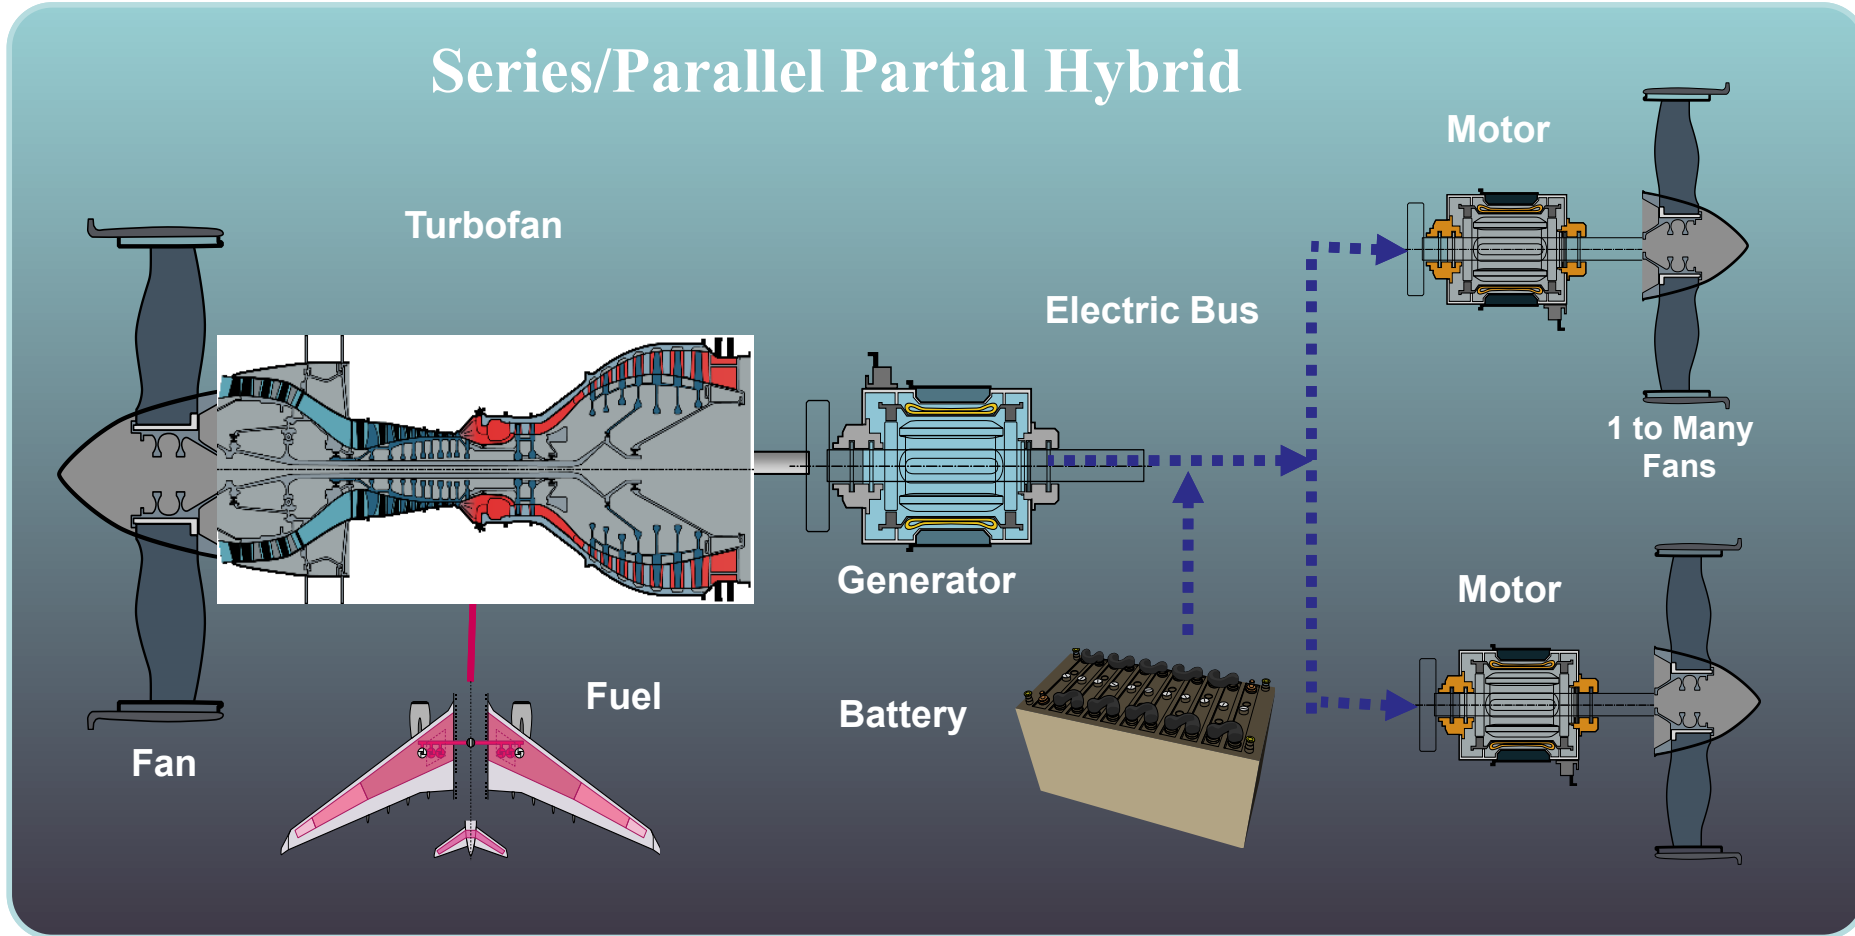 Series/Parallel Partial Hybrid
Motor
Turbofan
Electric Bus
1 to Many
Fans
Generator
Motor
Fuel
Battery
Fan